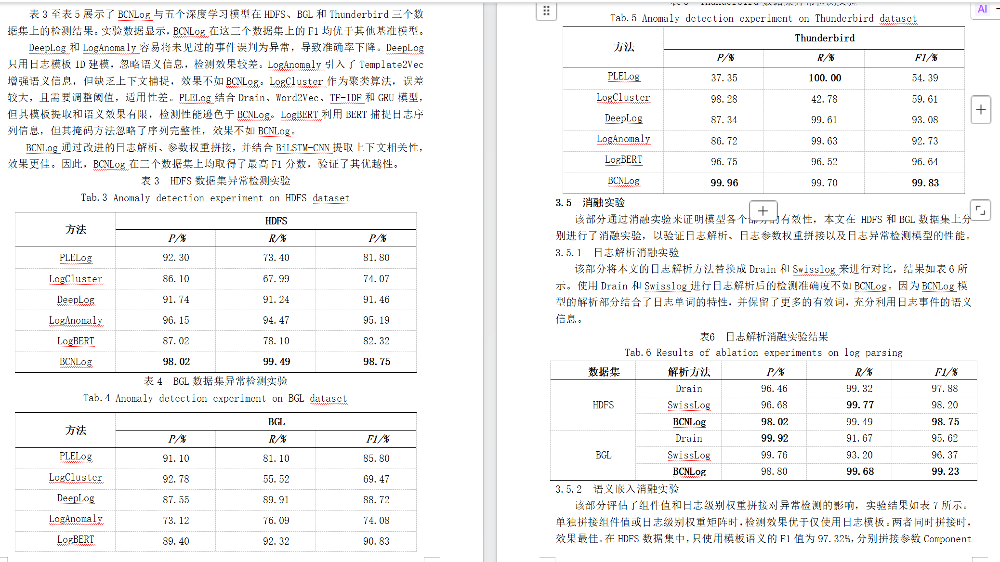 表 3 至表 5 展示了 BCNLog 与五个深度学习模型在 HDFS、BGL 和 Thunderbird 三个数
据集上的检测结果。实验数据显示，BCNLog 在这三个数据集上的 F1 均优于其他基准模型。
DeepLog 和 LogAnomaly 容易将未见过的事件误判为异常，导致准确率下降。DeepLog
只用日志模板 ID 建模，忽略语义信息，检测效果较差。LogAnomaly 引入了 Template2Vec
增强语义信息，但缺乏上下文捕捉，效果不如 BCNLog。LogCluster 作为聚类算法，误差
较大，且需要调整阈值，适用性差。PLELog 结合 Drain、Word2Vec、TF-IDF 和 GRU 模型，
但其模板提取和语义效果有限，检测性能逊色于 BCNLog。LogBERT 利用 BERT 捕捉日志序
列信息，但其掩码方法忽略了序列完整性，效果不如 BCNLog。
BCNLog 通过改进的日志解析、参数权重拼接，并结合 BiLSTM-CNN 提取上下文相关性，
效果更佳。因此，BCNLog 在三个数据集上均取得了最高 F1 分数，验证了其优越性。
表 3 HDFS 数据集异常检测实验
Tab.3 Anomaly detection experiment on HDFS dataset
方法 HDFS
P/% R/% P/%
PLELog 92.30 73.40 81.80
LogCluster 86.10 67.99 74.07
DeepLog 91.74 91.24 91.46
LogAnomaly 96.15 94.47 95.19
LogBERT 87.02 78.10 82.32
BCNLog 98.02 99.49 98.75
表 4 BGL 数据集异常检测实验
Tab.4 Anomaly detection experiment on BGL dataset
方法 BGL
P/% R/% F1/%
PLELog 91.10 81.10 85.80
LogCluster 92.78 55.52 69.47
DeepLog 87.55 89.91 88.72
LogAnomaly 73.12 76.09 74.08
LogBERT 89.40 92.32 90.83
Tab.5 Anomaly detection experiment on Thunderbird dataset
方法 Thunderbird
P/% R/% F1/%
PLELog 37.35 100.00 54.39
LogCluster 98.28 42.78 59.61
DeepLog 87.34 99.61 93.08
LogAnomaly 86.72 99.63 92.73
LogBERT 96.75 96.52 96.64
BCNLog 99.96 99.70 99.83
3.5 消融实验
该部分通过消融实验来证明模型各个部分的有效性，本文在 HDFS 和 BGL 数据集上分
别进行了消融实验，以验证日志解析、日志参数权重拼接以及日志异常检测模型的性能。
3.5.1 日志解析消融实验
该部分将本文的日志解析方法替换成 Drain 和 Swisslog 来进行对比，结果如表 6 所
示。使用 Drain 和 Swisslog 进行日志解析后的检测准确度不如 BCNLog。因为 BCNLog 模
型的解析部分结合了日志单词的特性，并保留了更多的有效词，充分利用日志事件的语义
信息。
表6 日志解析消融实验结果
Tab.6 Results of ablation experiments on log parsing
数据集 解析方法 P/% R/% F1/%
Drain 96.46 99.32 97.88
HDFS SwissLog 96.68 99.77 98.20
BCNLog 98.02 99.49 98.75
Drain 99.92 91.67 95.62
BGL SwissLog 99.76 93.20 96.37
BCNLog 98.80 99.68 99.23
3.5.2 语义嵌入消融实验
该部分评估了组件值和日志级别权重拼接对异常检测的影响，实验结果如表 7 所示。
单独拼接组件值或日志级别权重矩阵时，检测效果优于仅使用日志模板。两者同时拼接时，
效果最佳。在 HDFS 数据集中，只使用模板语义的 F1 值为 97.32%，分别拼接参数 Component
AI